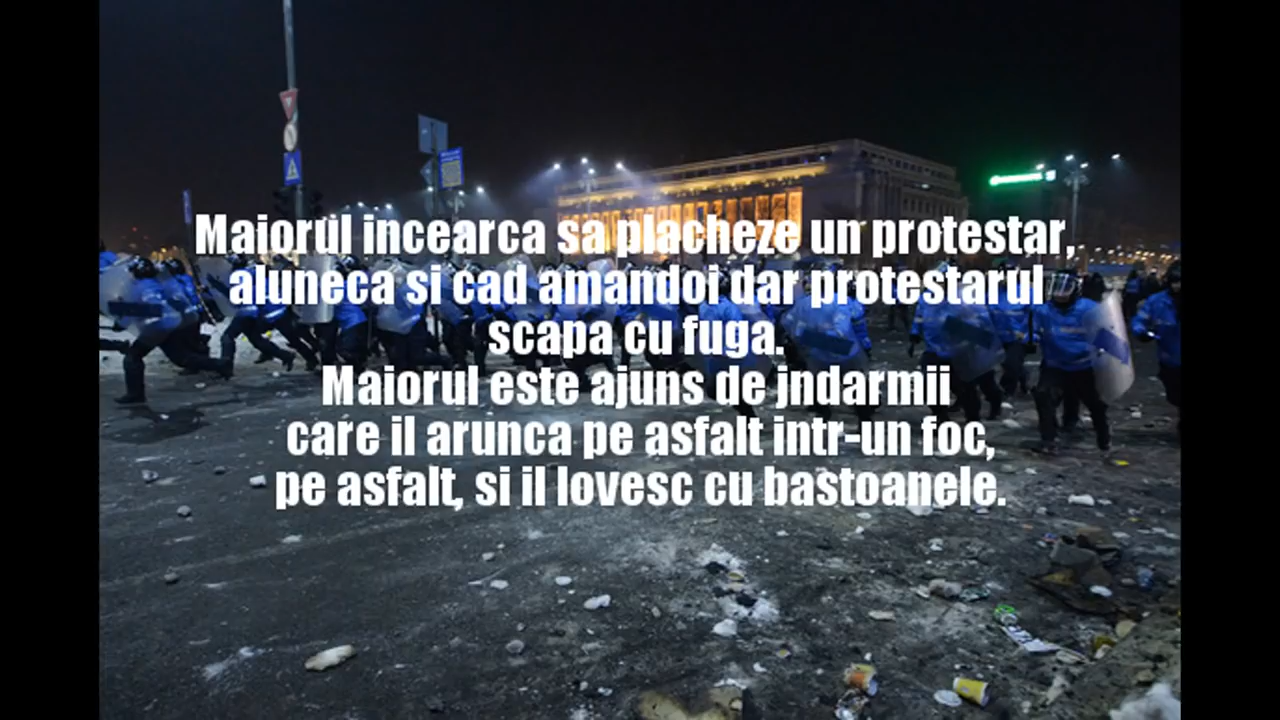 Maiorul incearca sa placheze un protestar,
aluneca si cad amandoi dar protestarul
scapa cu fuga.
Maiorul este ajuns de jndarmii
care il arunca pe asfalt intr-un foc,
pe asfalt, si il lovesc cu bastoanele.